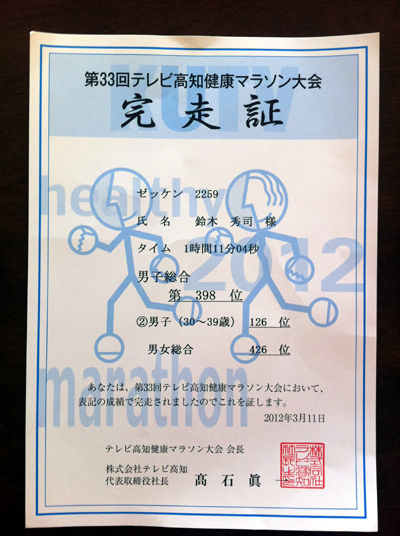 KUTV
第33回テレビ高知健康マラソン大会
完走証
healthy
ゼッケン 2259
氏 名 鈴木 秀司 様
タイム 1時間11分04秒
2012
男子総合
第 398 位
②男子(30～39歳) 126 位
男女総合 426 位
marathon
あなたは、第33回テレビ高知健康マラソン大会において、
表記の成績で完走されましたのでこれを証します。
2012年3月11日
テレビ高知健康マラソン大会 会長
株式会社テレビ高知
代表取締役社長 髙石 眞一